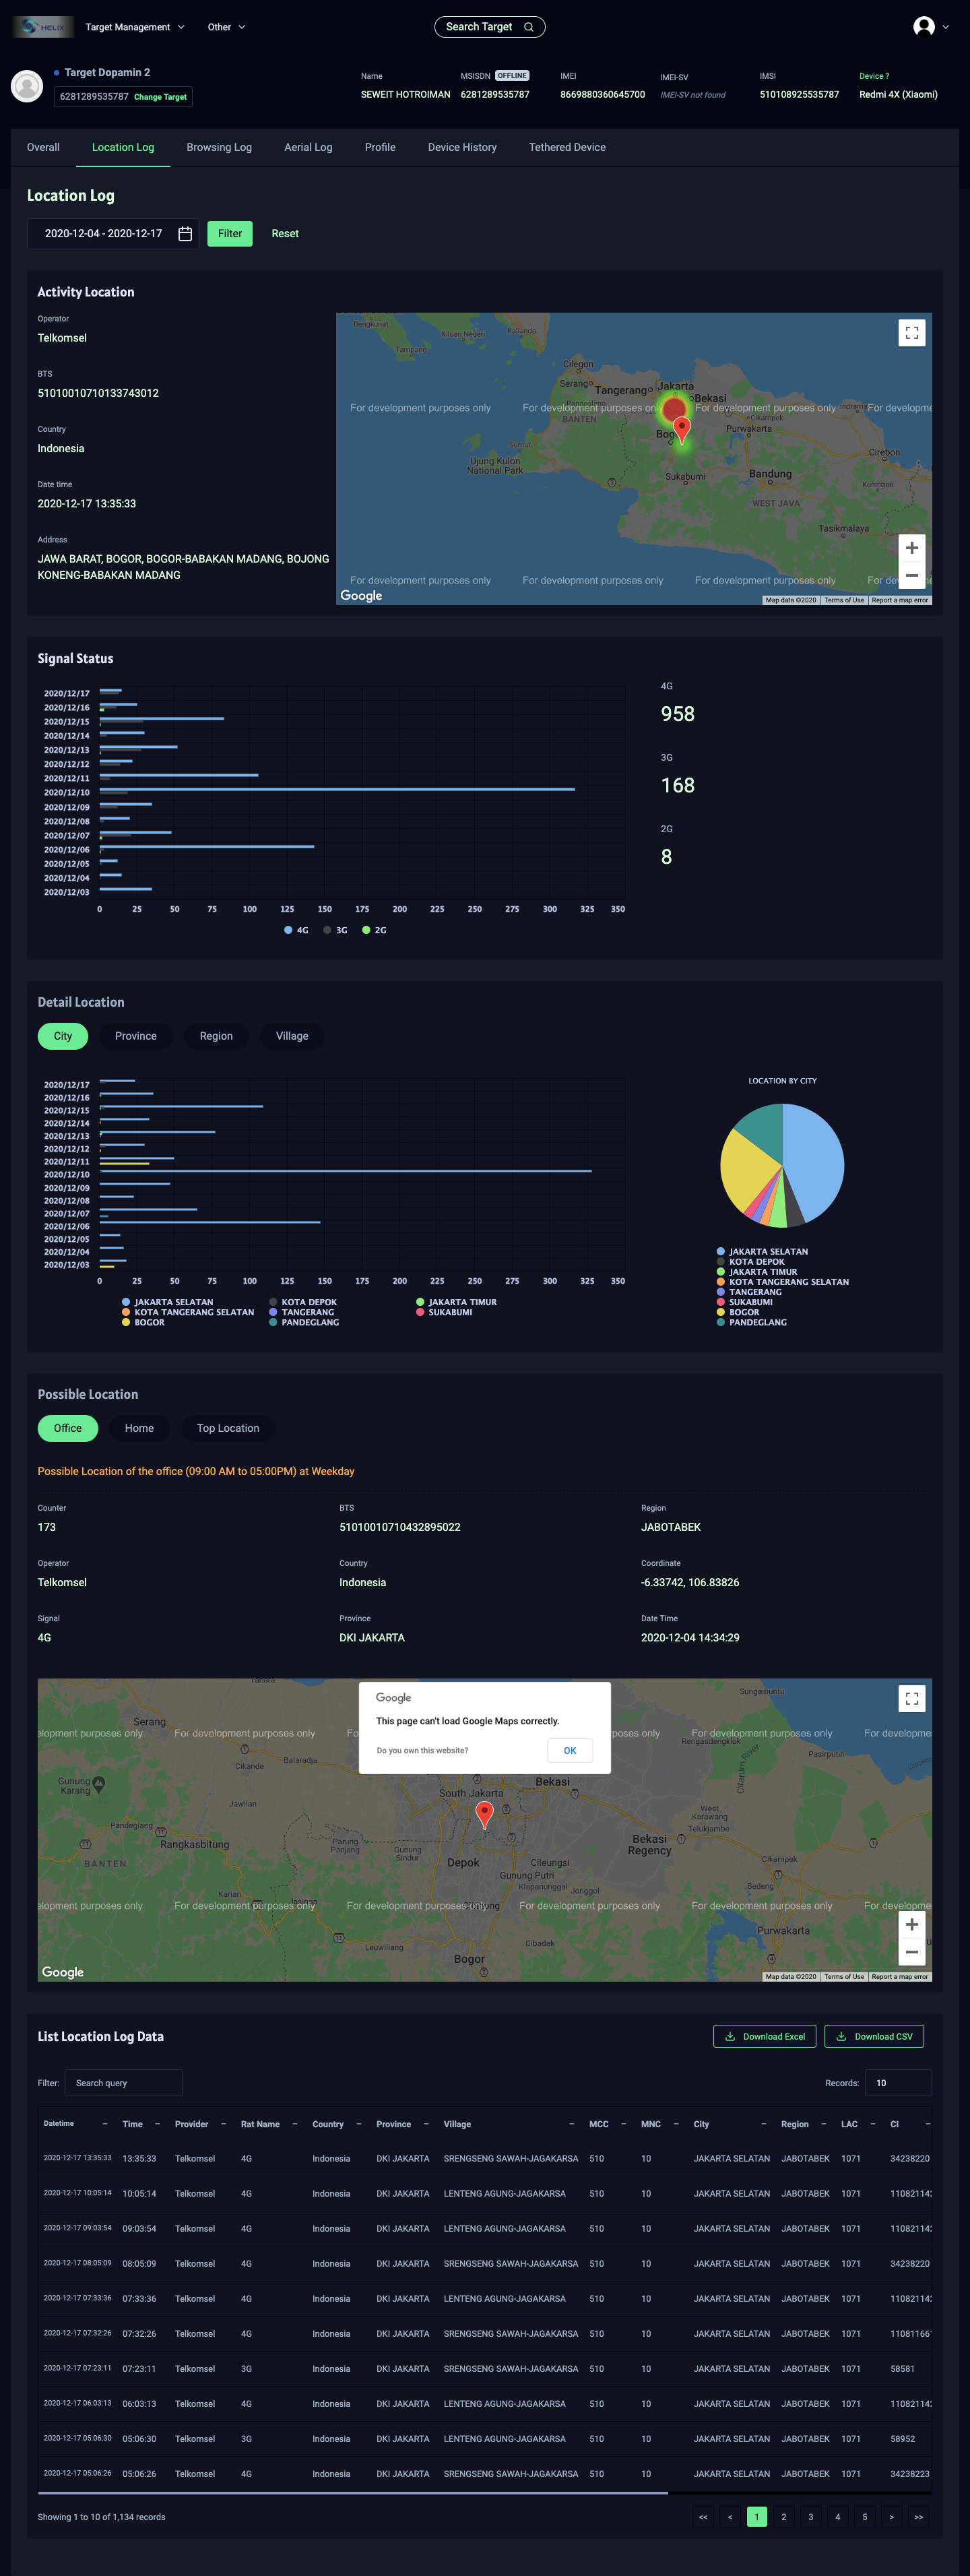 HELIX Target Management Other Search Target
Target Dopamin 2
6281289535787 Change Target
Name MSISDN OFFLINE IMEI IMEI-SV IMSI Device ?
SEWEIT HOTROIMAN 6281289535787 8669880360645700 IMEI-SV not found 510108925535787 Redmi 4X (Xiaomi)
Overall Location Log Browsing Log Aerial Log Profile Device History Tethered Device
Location Log
2020-12-04 - 2020-12-17 Filter Reset
Activity Location
Operator
Telkomsel
BTS
51010010710133743012
Country
Indonesia
Date time
2020-12-17 13:35:33
Address
JAWA BARAT, BOGOR, BOGOR-BABAKAN MADANG, BOJONG
KONENG-BABAKAN MADANG
Bengkunat
Kiluan Negeri
Kalianda
Tampang
Cilegon
Serang
Tangerang
Jakarta
Bekasi
For development purposes only For development purposes only For development purposes only For developme
BANTEN
Cikampek
Purwakarta
Sumur
Ujung Kulon
National Park
Cirebon
Sukabumi
Bandung
Kuningan
WEST JAVA
Tasikmalaya
For development purposes only For development purposes only For development purposes only
Google
Map data ©2020 Terms of Use Report a map error
Signal Status
2020/12/17
2020/12/16
2020/12/15
2020/12/14
2020/12/13
2020/12/12
2020/12/11
2020/12/10
2020/12/09
2020/12/08
2020/12/07
2020/12/06
2020/12/05
2020/12/04
2020/12/03
0 25 50 75 100 125 150 175 200 225 250 275 300 325 350
4G 3G 2G
4G
958
3G
168
2G
8
Detail Location
City Province Region Village
2020/12/17
2020/12/16
2020/12/15
2020/12/14
2020/12/13
2020/12/12
2020/12/11
2020/12/10
2020/12/09
2020/12/08
2020/12/07
2020/12/06
2020/12/05
2020/12/04
2020/12/03
0 25 50 75 100 125 150 175 200 225 250 275 300 325 350
JAKARTA SELATAN KOTA DEPOK JAKARTA TIMUR
KOTA TANGERANG SELATAN TANGERANG SUKABUMI
BOGOR PANDEGLANG
LOCATION BY CITY
JAKARTA SELATAN
KOTA DEPOK
JAKARTA TIMUR
KOTA TANGERANG SELATAN
TANGERANG
SUKABUMI
BOGOR
PANDEGLANG
Possible Location
Office Home Top Location
Possible Location of the office (09:00 AM to 05:00PM) at Weekday
Counter BTS Region
173 51010010710432895022 JABOTABEK
Operator Country Coordinate
Telkomsel Indonesia -6.33742, 106.83826
Signal Province Date Time
4G DKI JAKARTA 2020-12-04 14:34:29
Google
This page can't load Google Maps correctly.
Do you own this website? OK
Sungaibuntu
Serang
For development purposes only
For development purposes only
Rengasdengklok
Pasirputih
Cikande
Balaradja
Citarum River
Gunung
Karang
Bekasi
South Jakarta
Jawilan
West
Karawang
Pandeglang
Rangkasbitung
Parung
Panjang
Telukjambe
Bekasi
Regency
Gunung
Sindur
Depok
Cileungsi
Cikampek
BANTEN
Gunung Putri
Klapanunggal
Jonggol
Bedeng
Karian
Jasinga
For development purposes only For development purposes only For development purposes only For development purposes only
Leuwiliang
Cibadak
Purwakarta
Bogor
Google
Map data ©2020 Terms of Use Report a map error
List Location Log Data Download Excel Download CSV
Filter: Search query Records: 10
Datetime Time Provider Rat Name Country Province Village MCC MNC City Region LAC CI
2020-12-17 13:35:33 13:35:33 Telkomsel 4G Indonesia DKI JAKARTA SRENGSENG SAWAH-JAGAKARSA 510 10 JAKARTA SELATAN JABOTABEK 1071 34238220
2020-12-17 10:05:14 10:05:14 Telkomsel 4G Indonesia DKI JAKARTA LENTENG AGUNG-JAGAKARSA 510 10 JAKARTA SELATAN JABOTABEK 1071 11082114
2020-12-17 09:03:54 09:03:54 Telkomsel 4G Indonesia DKI JAKARTA LENTENG AGUNG-JAGAKARSA 510 10 JAKARTA SELATAN JABOTABEK 1071 11082114
2020-12-17 08:05:09 08:05:09 Telkomsel 4G Indonesia DKI JAKARTA SRENGSENG SAWAH-JAGAKARSA 510 10 JAKARTA SELATAN JABOTABEK 1071 34238220
2020-12-17 07:33:36 07:33:36 Telkomsel 4G Indonesia DKI JAKARTA LENTENG AGUNG-JAGAKARSA 510 10 JAKARTA SELATAN JABOTABEK 1071 11082114
2020-12-17 07:32:26 07:32:26 Telkomsel 4G Indonesia DKI JAKARTA SRENGSENG SAWAH-JAGAKARSA 510 10 JAKARTA SELATAN JABOTABEK 1071 11081166
2020-12-17 07:23:11 07:23:11 Telkomsel 3G Indonesia DKI JAKARTA SRENGSENG SAWAH-JAGAKARSA 510 10 JAKARTA SELATAN JABOTABEK 1071 58581
2020-12-17 06:03:13 06:03:13 Telkomsel 4G Indonesia DKI JAKARTA LENTENG AGUNG-JAGAKARSA 510 10 JAKARTA SELATAN JABOTABEK 1071 11082114
2020-12-17 05:06:30 05:06:30 Telkomsel 3G Indonesia DKI JAKARTA LENTENG AGUNG-JAGAKARSA 510 10 JAKARTA SELATAN JABOTABEK 1071 58952
2020-12-17 05:06:26 05:06:26 Telkomsel 4G Indonesia DKI JAKARTA SRENGSENG SAWAH-JAGAKARSA 510 10 JAKARTA SELATAN JABOTABEK 1071 34238223
Showing 1 to 10 of 1,134 records << < 1 2 3 4 5 > >>